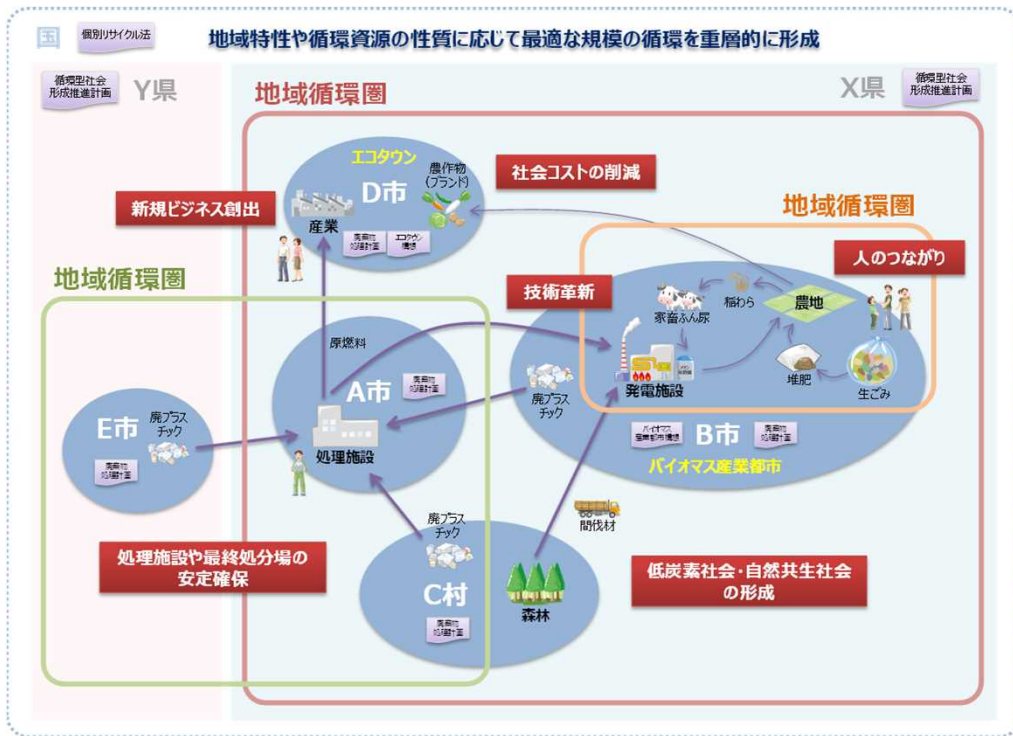 国
個別リサイクル法
地域特性や循環資源の性質に応じて最適な規模の循環を重層的に形成
循環型社会
形成推進計画
Y県
地域循環圏
X県
循環型社会
形成推進計画
エコタウン
D市
農作物
(ブランド)
産業
廃棄物
処理計画
エコタウン
構想
社会コストの削減
新規ビジネス創出
地域循環圏
人のつながり
地域循環圏
技術革新
稲わら
農地
家畜ふん尿
発電施設
堆肥
生ごみ
原燃料
A市
廃棄物
処理計画
処理施設
廃プラス
チック
バイオマス
産業都市構想
B市
廃棄物
処理計画
バイオマス産業都市
E市
廃プラス
チック
廃棄物
処理計画
間伐材
廃プラス
チック
C村
廃棄物
処理計画
森林
処理施設や最終処分場の
安定確保
低炭素社会・自然共生社会
の形成